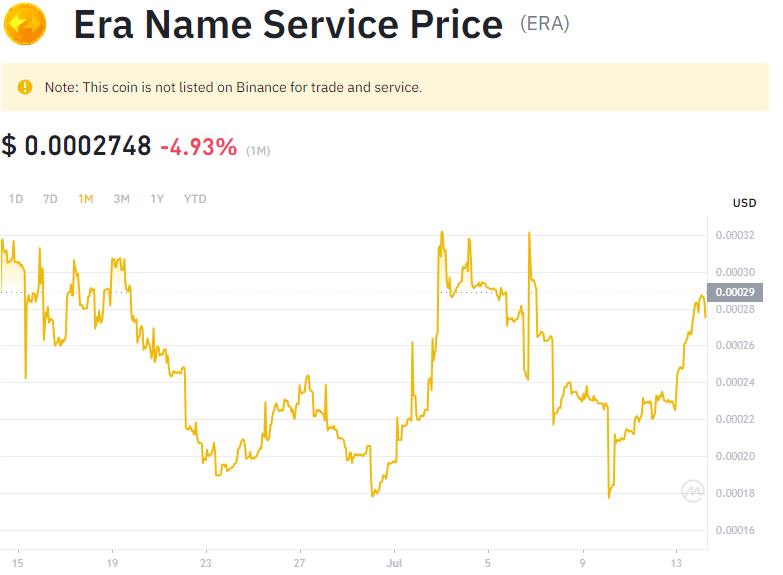 Era Name Service Price (ERA)
Note: This coin is not listed on Binance for trade and service.
$ 0.0002748 -4.93% (1M)
1D 7D 1M 3M 1Y YTD
USD
0.00032
0.00030
0.00029
0.00028
0.00026
0.00024
0.00022
0.00020
0.00018
0.00016
15 19 23 27 Jul 5 9 13